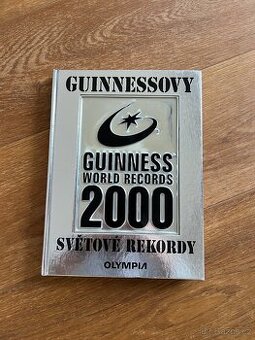 GUINNESSOVY
GUINNESS
WORLD RECORDS
2000
SVĚTOVÉ REKORDY
OLYMPIA